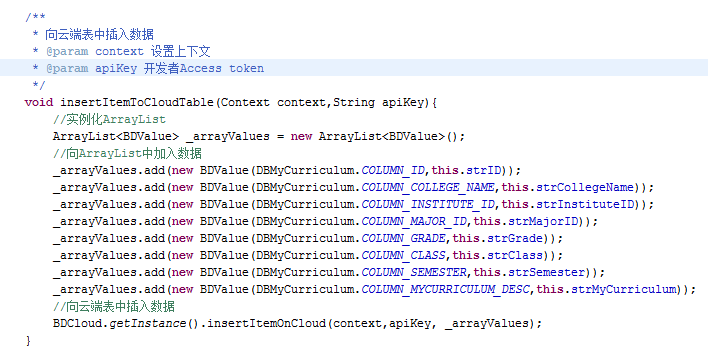 /**
 * 向云端表中插入数据
 * @param context 设置上下文
 * @param apiKey 开发者Access token
 */
void insertItemToCloudTable(Context context,String apiKey){
    //实例化ArrayList
    ArrayList<BDValue> _arrayValues = new ArrayList<BDValue>();
    //向ArrayList中加入数据
    _arrayValues.add(new BDValue(DBMyCurriculum.COLUMN_ID,this.strID));
    _arrayValues.add(new BDValue(DBMyCurriculum.COLUMN_COLLEGE_NAME,this.strCollegeName));
    _arrayValues.add(new BDValue(DBMyCurriculum.COLUMN_INSTITUTE_ID,this.strInstituteID));
    _arrayValues.add(new BDValue(DBMyCurriculum.COLUMN_MAJOR_ID,this.strMajorID));
    _arrayValues.add(new BDValue(DBMyCurriculum.COLUMN_GRADE,this.strGrade));
    _arrayValues.add(new BDValue(DBMyCurriculum.COLUMN_CLASS,this.strClass));
    _arrayValues.add(new BDValue(DBMyCurriculum.COLUMN_SEMESTER,this.strSemester));
    _arrayValues.add(new BDValue(DBMyCurriculum.COLUMN_MYCURRICULUM_DESC,this.strMyCurriculum));
    //向云端表中插入数据
    BDCloud.getInstance().insertItemOnCloud(context,apiKey, _arrayValues);
}